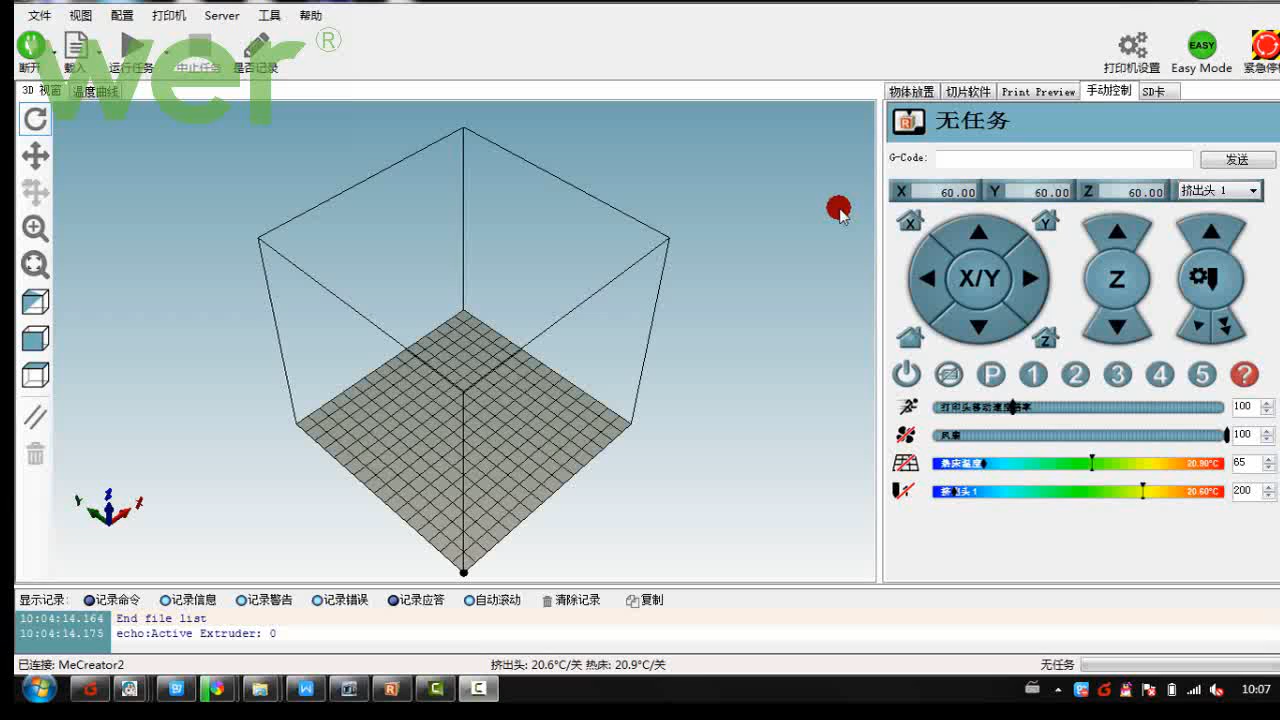 文件 视图 配置 打印机 Server 工具 帮助
wer®
断开 载入 运行任务 中止任务 是否记录 打印机设置 EASY Easy Mode 紧急停
3D 视窗 温度曲线 物体放置 切片软件 Print Preview 手动控制 SD卡
无任务
G-Code: 发送
X 60.00 Y 60.00 Z 60.00 挤出头 1
X Y
X/Y Z
Z
P 1 2 3 4 5 ?
打印头移动速度 100
风扇 100
热床温度 20.90°C 65
挤出头 1 20.60°C 200
Y Z X
显示记录: 记录命令 记录信息 记录警告 记录错误 记录应答 自动滚动 清除记录 复制
10:04:14.164 End file list
10:04:14.175 echo:Active Extruder: 0
已连接: MeCreator2 挤出头: 20.6°C/关 热床: 20.9°C/关 无任务
10:07